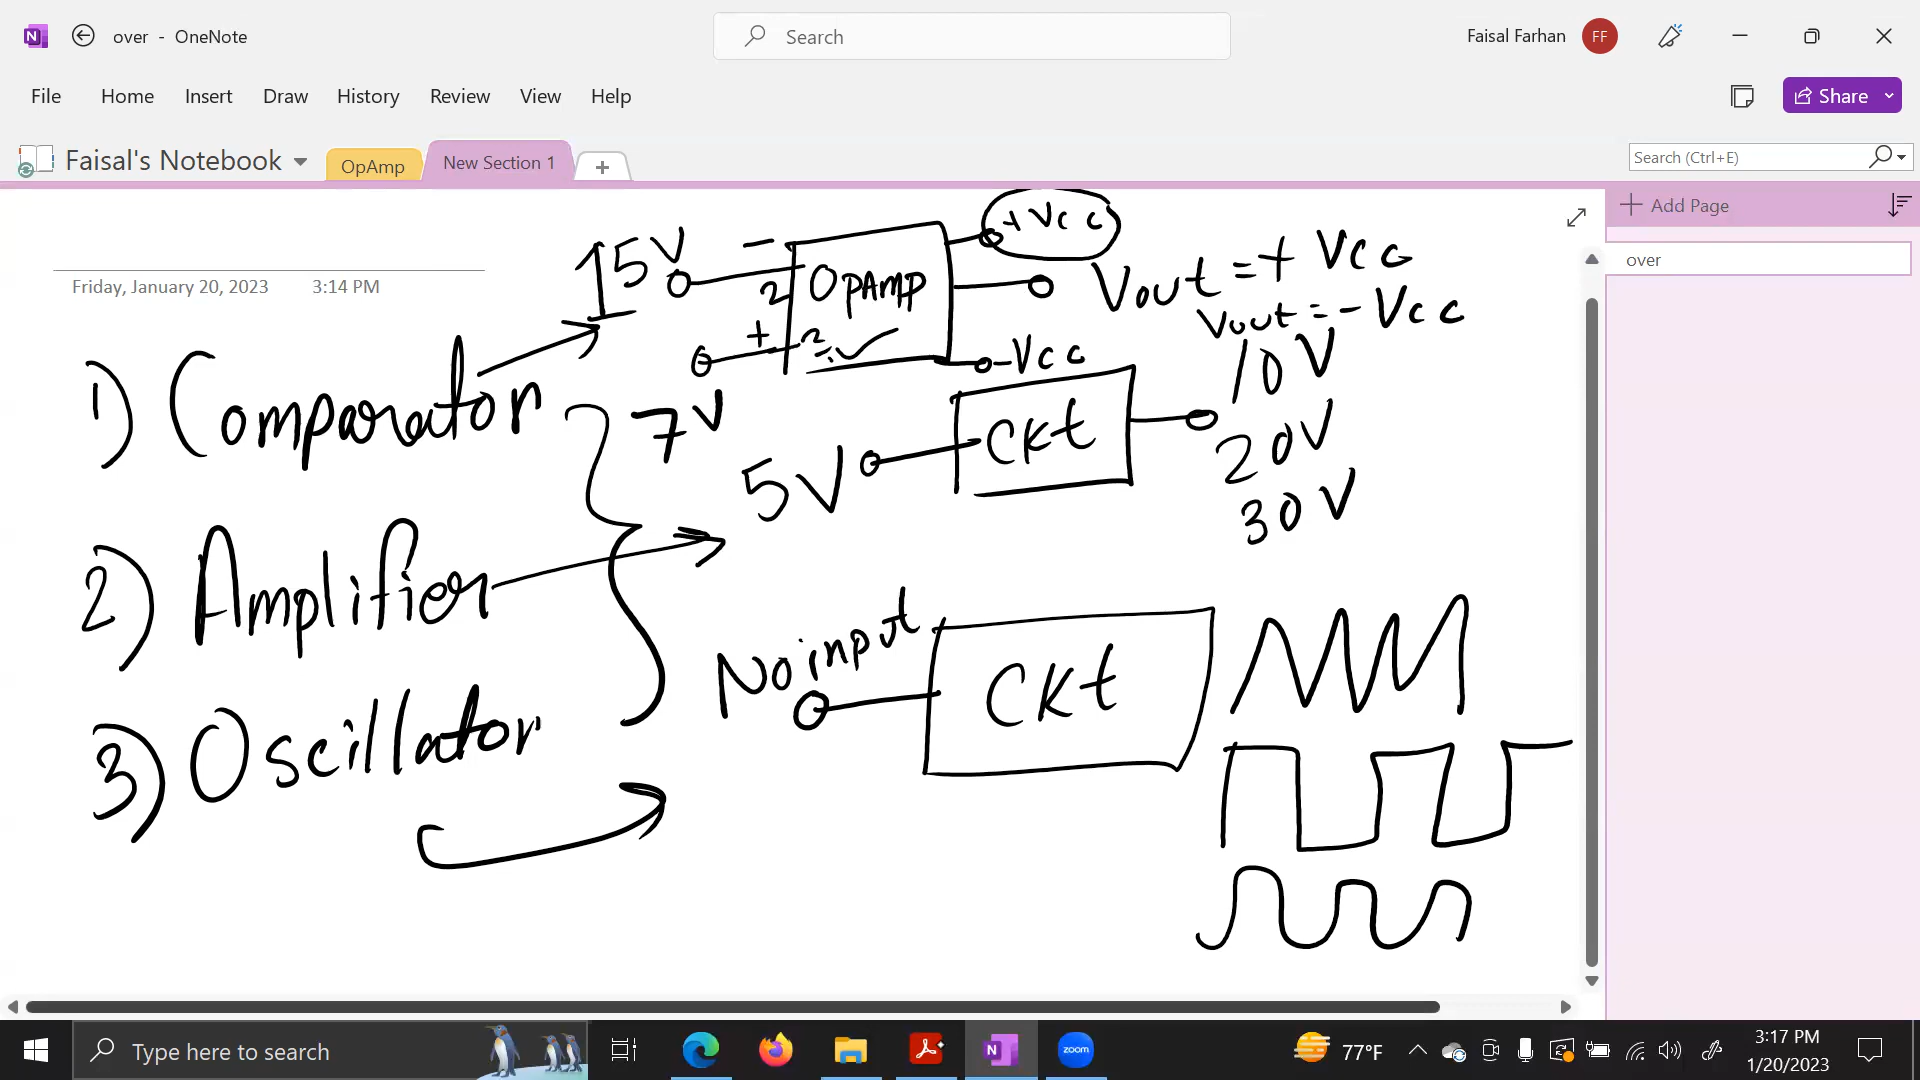 over - OneNote
Search
Faisal Farhan
FF
File Home Insert Draw History Review View Help
Share
Faisal's Notebook
OpAmp
New Section 1
Search (Ctrl+E)
Add Page
over
Friday, January 20, 2023 3:14 PM
1) Comparator
2) Amplifier
3) Oscillator
15V
-
+
7V
OpAmp
+Vcc
-Vcc
Vout = + Vcc
Vout = - Vcc
5V
Ckt
10V
20V
30V
No input
Ckt
Type here to search
zoom
77°F
3:17 PM
1/20/2023